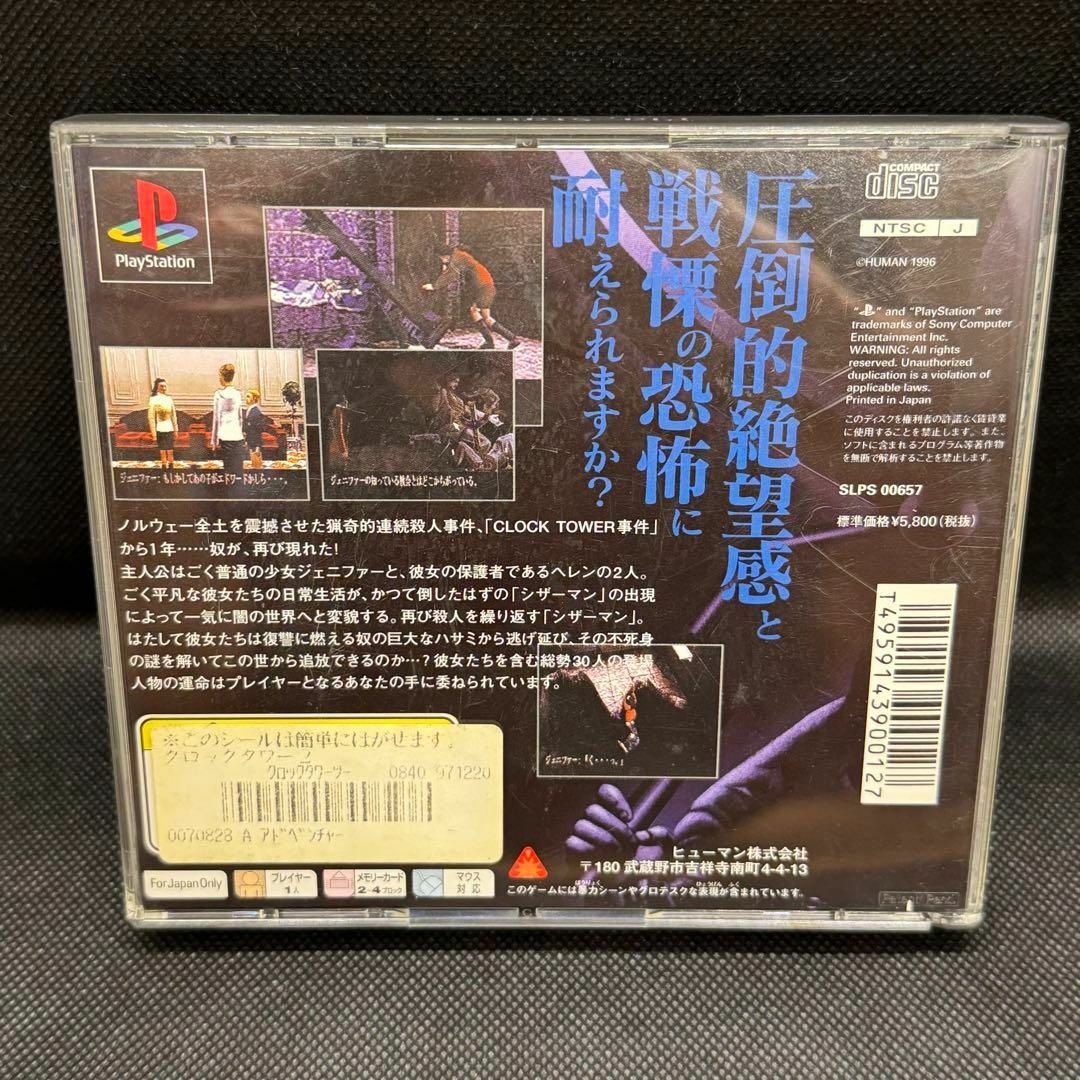 PlayStation
圧倒的絶望感と
戦慄の恐怖に
耐えられますか?
COMPACT
disc
NTSC J
©HUMAN 1996
"PS" and "PlayStation" are
trademarks of Sony Computer
Entertainment Inc.
WARNING: All rights
reserved. Unauthorized
duplication is a violation of
applicable laws.
Printed in Japan
このディスクを権利者の許諾なく賃貸業
に使用することを禁止します。また、
ソフトに含まれるプログラム等著作物
を無断で解析することを禁止します。
SLPS 00657
標準価格¥5,800(税抜)
ジェニファー:もしかしてあの子がエドワードかしら・・・。
ジェニファーの知っている教会とはどこかちがっている。
ノルウェー全土を震撼させた猟奇的連続殺人事件、「CLOCK TOWER事件」
から1年……奴が、再び現れた!
主人公はごく普通の少女ジェニファーと、彼女の保護者であるヘレンの2人。
ごく平凡な彼女たちの日常生活が、かつて倒したはずの「シザーマン」の出現
によって一気に闇の世界へと変貌する。再び殺人を繰り返す「シザーマン」。
はたして彼女たちは復讐に燃える奴の巨大なハサミから逃げ延び、その不死身
の謎を解いてこの世から追放できるのか…?彼女たちを含む総勢30人の登場
人物の運命はプレイヤーとなるあなたの手に委ねられています。
T4959143900127
※このシールは簡単にはがせます。
クロックタワー2
クロックタワーツー 0840 971220
0070828 A アドベンチャー
For Japan Only
プレイヤー
1人
メモリーカード
2~4ブロック
マウス
対応
ヒューマン株式会社
〒180 武蔵野市吉祥寺南町4-4-13
このゲームには暴力シーンやグロテスクな表現が含まれています。